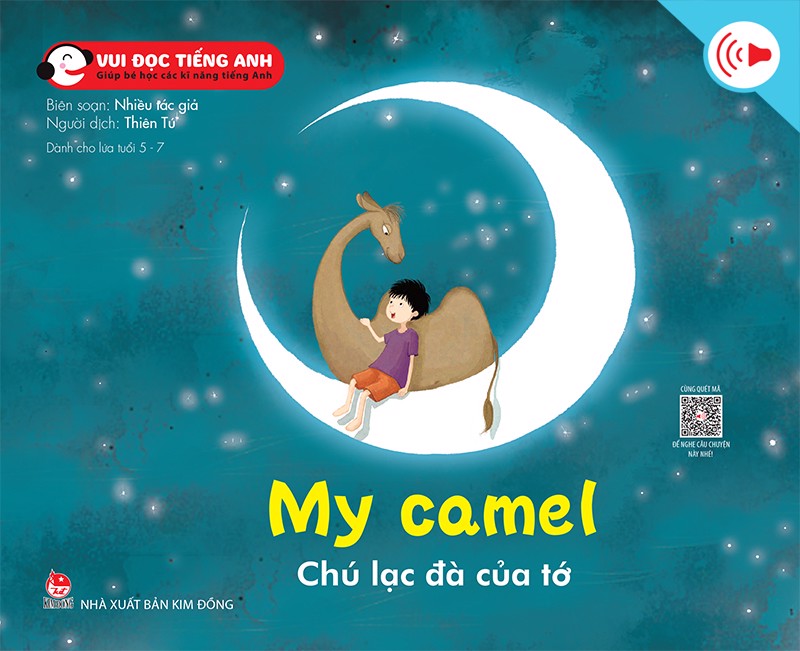 VUI ĐỌC TIẾNG ANH
Giúp bé học các kĩ năng tiếng Anh
Biên soạn: Nhiều tác giả
Người dịch: Thiên Tứ
Dành cho lứa tuổi 5 - 7
CÙNG QUÉT MÃ
ĐỂ NGHE CÂU CHUYỆN
NÀY NHÉ!
My camel
Chú lạc đà của tớ
KIM ĐỒNG
NHÀ XUẤT BẢN KIM ĐỒNG